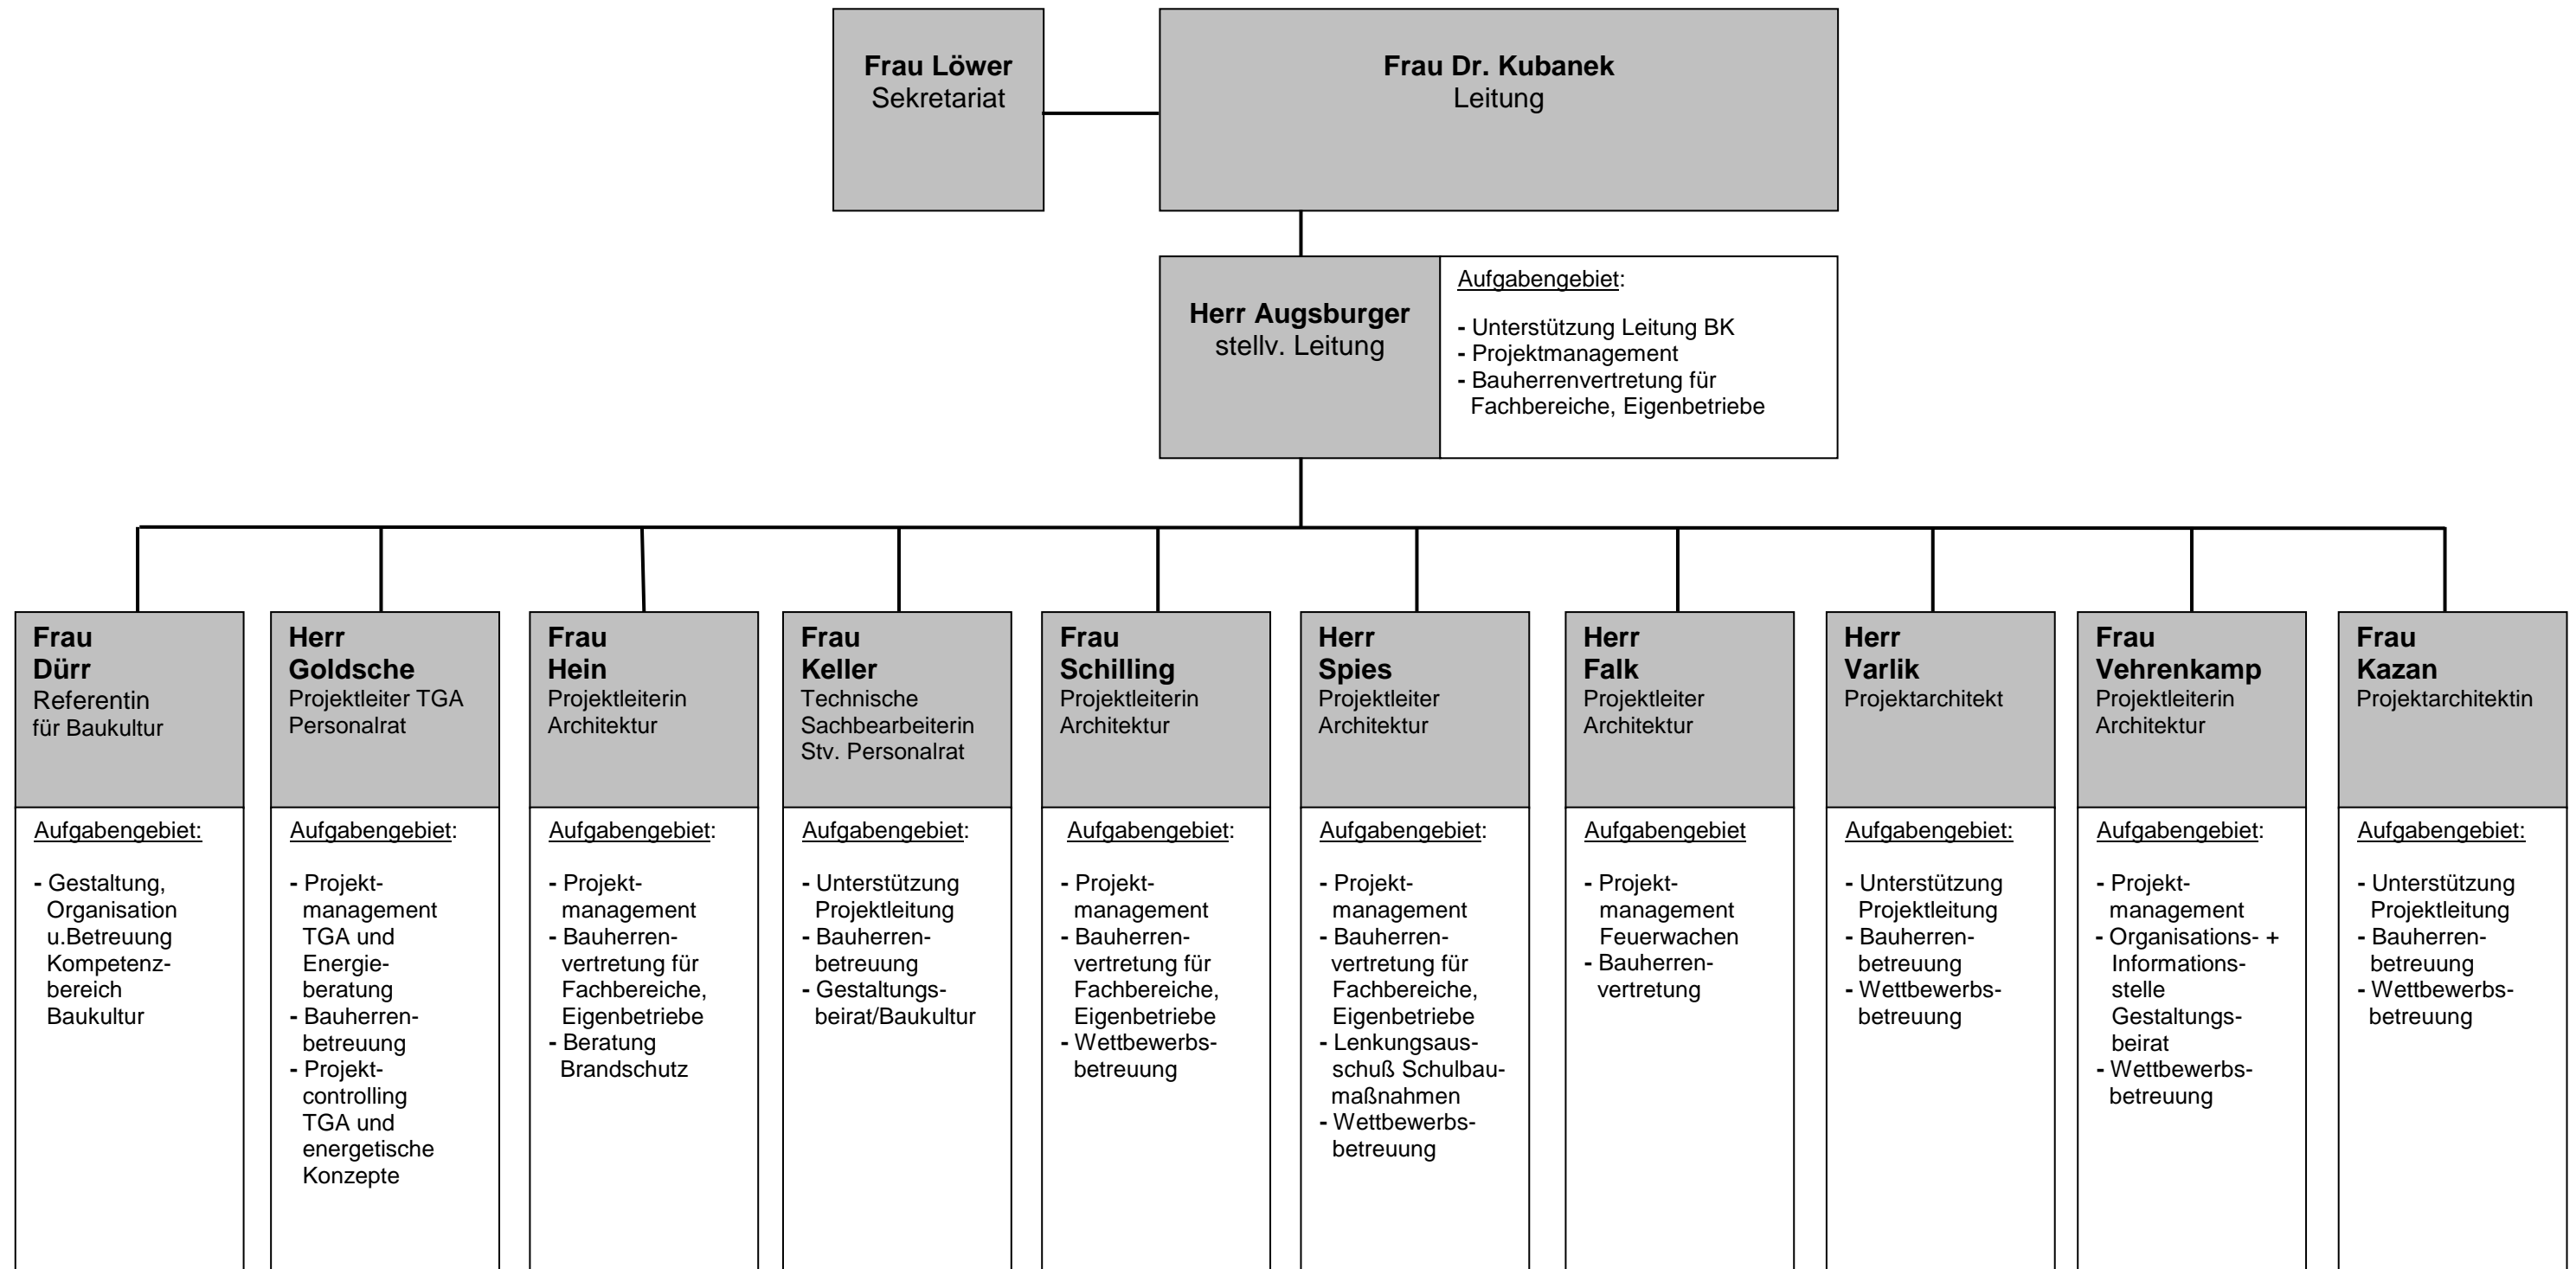 Frau Löwer
Sekretariat
Frau Dr. Kubanek
Leitung
Herr Augsburger
stellv. Leitung
Aufgabengebiet:
- Unterstützung Leitung BK
- Projektmanagement
- Bauherrenvertretung für
Fachbereiche, Eigenbetriebe
Frau
Dürr
Referentin
für Baukultur
Aufgabengebiet:
- Gestaltung,
Organisation
u.Betreuung
Kompetenz-
bereich
Baukultur
Herr
Goldsche
Projektleiter TGA
Personalrat
Aufgabengebiet:
- Projekt-
management
TGA und
Energie-
beratung
- Bauherren-
betreuung
- Projekt-
controlling
TGA und
energetische
Konzepte
Frau
Hein
Projektleiterin
Architektur
Aufgabengebiet:
- Projekt-
management
- Bauherren-
vertretung für
Fachbereiche,
Eigenbetriebe
- Beratung
Brandschutz
Frau
Keller
Technische
Sachbearbeiterin
Stv. Personalrat
Aufgabengebiet:
- Unterstützung
Projektleitung
- Bauherren-
betreuung
- Gestaltungs-
beirat/Baukultur
Frau
Schilling
Projektleiterin
Architektur
Aufgabengebiet:
- Projekt-
management
- Bauherren-
vertretung für
Fachbereiche,
Eigenbetriebe
- Wettbewerbs-
betreuung
Herr
Spies
Projektleiter
Architektur
Aufgabengebiet:
- Projekt-
management
- Bauherren-
vertretung für
Fachbereiche,
Eigenbetriebe
- Lenkungsaus-
schuß Schulbau-
maßnahmen
- Wettbewerbs-
betreuung
Herr
Falk
Projektleiter
Architektur
Aufgabengebiet
- Projekt-
management
Feuerwachen
- Bauherren-
vertretung
Herr
Varlik
Projektarchitekt
Aufgabengebiet:
- Unterstützung
Projektleitung
- Bauherren-
betreuung
- Wettbewerbs-
betreuung
Frau
Vehrenkamp
Projektleiterin
Architektur
Aufgabengebiet:
- Projekt-
management
- Organisations- +
Informations-
stelle
Gestaltungs-
beirat
- Wettbewerbs-
betreuung
Frau
Kazan
Projektarchitektin
Aufgabengebiet:
- Unterstützung
Projektleitung
- Bauherren-
betreuung
- Wettbewerbs-
betreuung